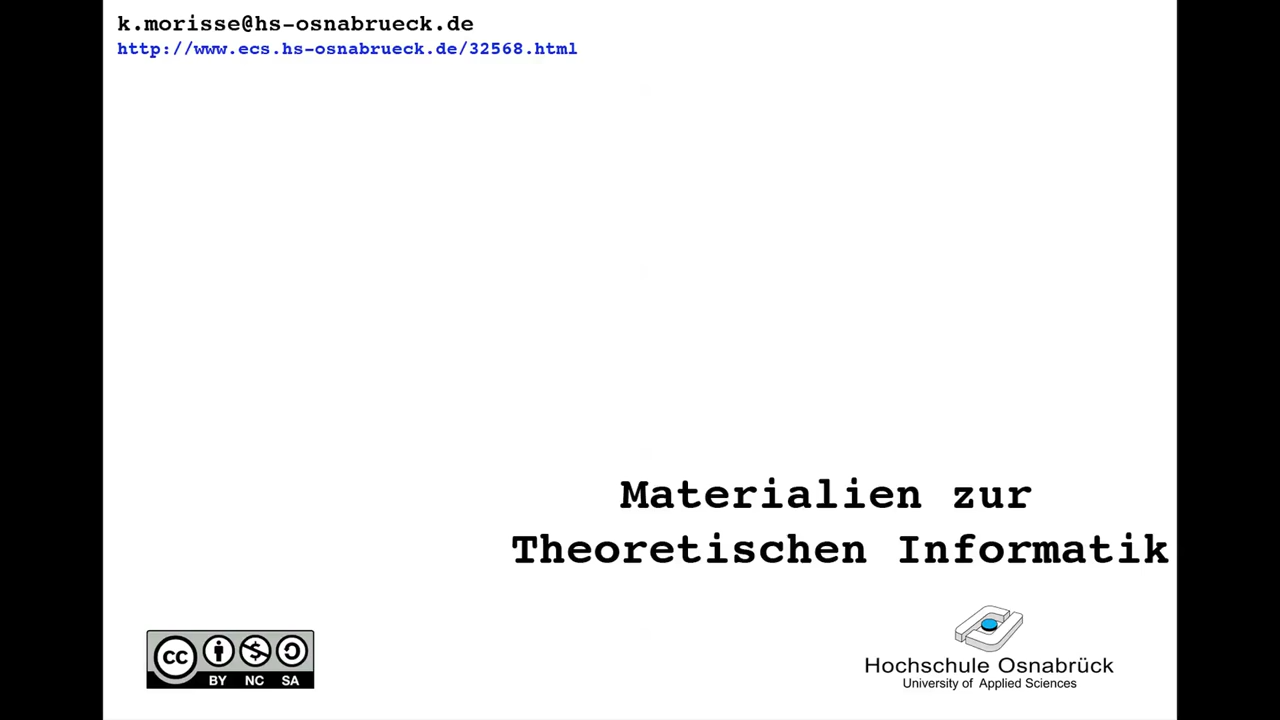 k.morisse@hs-osnabrueck.de
http://www.ecs.hs-osnabrueck.de/32568.html
Materialien zur
Theoretischen Informatik
CC
BY NC SA
Hochschule Osnabrück
University of Applied Sciences